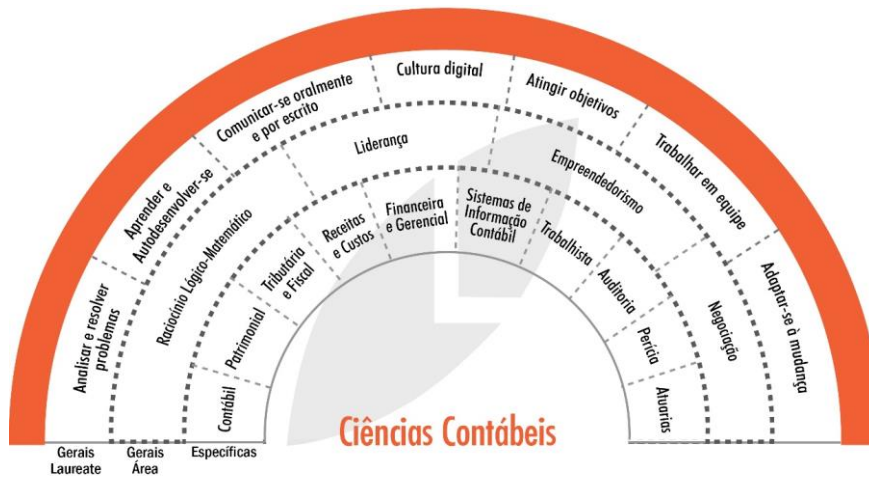 Analisar e resolver
problemas
Aprender e
Autodesenvolver-se
Comunicar-se oralmente
e por escrito
Cultura digital
Atingir objetivos
Trabalhar em equipe
Adaptar-se à mudança
Raciocínio Lógico-Matemático
Liderança
Empreendedorismo
Negociação
Contábil
Patrimonial
Tributária
e Fiscal
Receitas
e Custos
Financeira
e Gerencial
Sistemas de
Informação
Contábil
Trabalhista
Auditoria
Perícia
Atuarias
Ciências Contábeis
Gerais
Laureate
Gerais
Área
Específicas